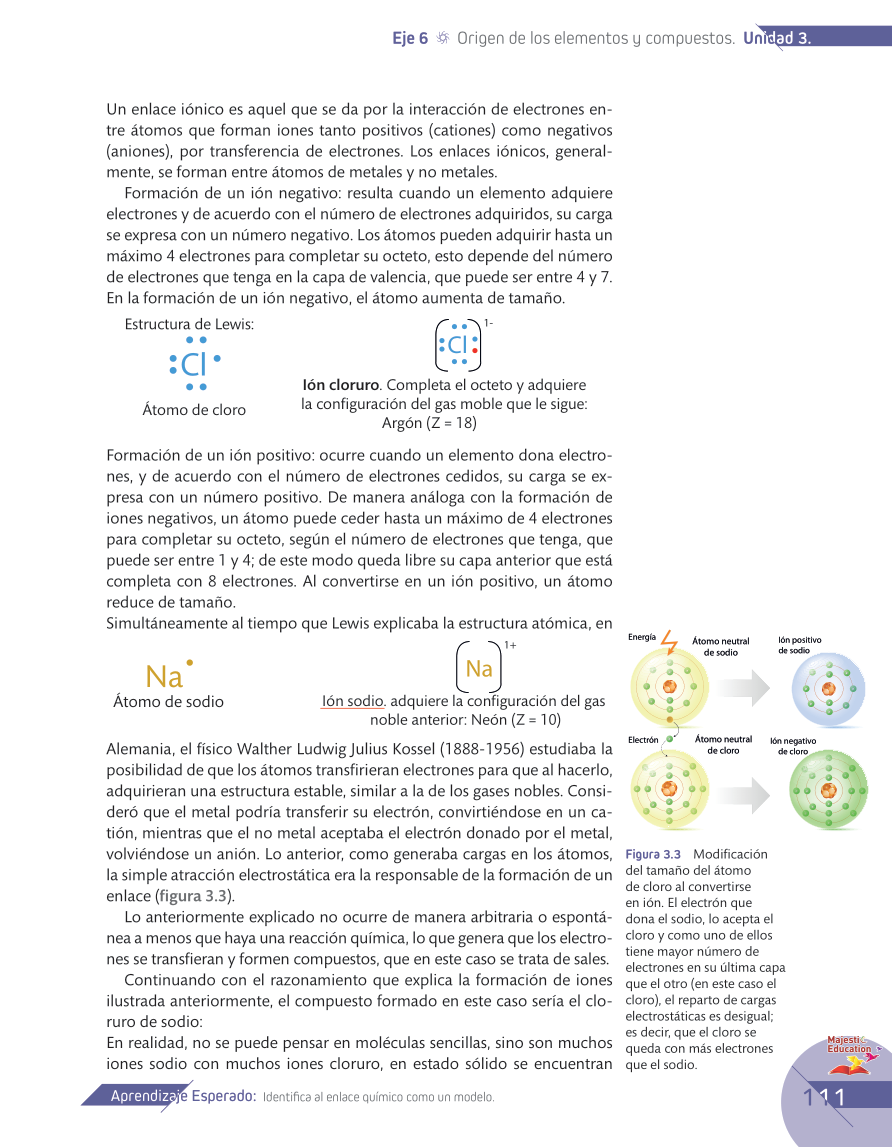 Eje 6 Origen de los elementos y compuestos. Unidad 3.
Un enlace iónico es aquel que se da por la interacción de electrones en-
tre átomos que forman iones tanto positivos (cationes) como negativos
(aniones), por transferencia de electrones. Los enlaces iónicos, general-
mente, se forman entre átomos de metales y no metales.
Formación de un ión negativo: resulta cuando un elemento adquiere
electrones y de acuerdo con el número de electrones adquiridos, su carga
se expresa con un número negativo. Los átomos pueden adquirir hasta un
máximo 4 electrones para completar su octeto, esto depende del número
de electrones que tenga en la capa de valencia, que puede ser entre 4 y 7.
En la formación de un ión negativo, el átomo aumenta de tamaño.
Estructura de Lewis:
Cl
Átomo de cloro
Cl 1-
Ión cloruro. Completa el octeto y adquiere
la configuración del gas moble que le sigue:
Argón (Z = 18)
Formación de un ión positivo: ocurre cuando un elemento dona electro-
nes, y de acuerdo con el número de electrones cedidos, su carga se ex-
presa con un número positivo. De manera análoga con la formación de
iones negativos, un átomo puede ceder hasta un máximo de 4 electrones
para completar su octeto, según el número de electrones que tenga, que
puede ser entre 1 y 4; de este modo queda libre su capa anterior que está
completa con 8 electrones. Al convertirse en un ión positivo, un átomo
reduce de tamaño.
Simultáneamente al tiempo que Lewis explicaba la estructura atómica, en
Na
Átomo de sodio
Na 1+
Ión sodio. adquiere la configuración del gas
noble anterior: Neón (Z = 10)
Alemania, el físico Walther Ludwig Julius Kossel (1888-1956) estudiaba la
posibilidad de que los átomos transfirieran electrones para que al hacerlo,
adquirieran una estructura estable, similar a la de los gases nobles. Consi-
deró que el metal podría transferir su electrón, convirtiéndose en un ca-
tión, mientras que el no metal aceptaba el electrón donado por el metal,
volviéndose un anión. Lo anterior, como generaba cargas en los átomos,
la simple atracción electrostática era la responsable de la formación de un
enlace (figura 3.3).
Lo anteriormente explicado no ocurre de manera arbitraria o espontá-
nea a menos que haya una reacción química, lo que genera que los electro-
nes se transfieran y formen compuestos, que en este caso se trata de sales.
Continuando con el razonamiento que explica la formación de iones
ilustrada anteriormente, el compuesto formado en este caso sería el clo-
ruro de sodio:
En realidad, no se puede pensar en moléculas sencillas, sino son muchos
iones sodio con muchos iones cloruro, en estado sólido se encuentran
Energía
Átomo neutral
de sodio
Ión positivo
de sodio
Electrón
Átomo neutral
de cloro
Ión negativo
de cloro
Figura 3.3 Modificación
del tamaño del átomo
de cloro al convertirse
en ión. El electrón que
dona el sodio, lo acepta el
cloro y como uno de ellos
tiene mayor número de
electrones en su última capa
que el otro (en este caso el
cloro), el reparto de cargas
electrostáticas es desigual;
es decir, que el cloro se
queda con más electrones
que el sodio.
Majestic
Education
Aprendizaje Esperado: Identifica al enlace químico como un modelo.
111